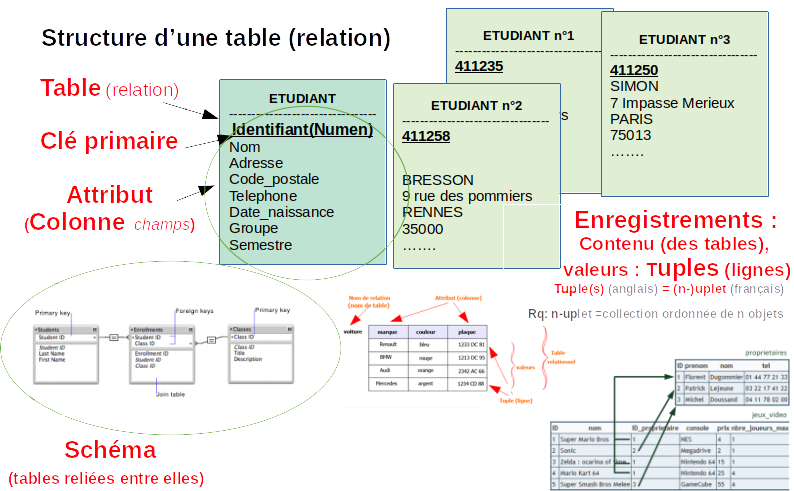 Structure d'une table (relation)
Table (relation)
Clé primaire
Attribut
(Colonne champs)
ETUDIANT
Identifiant(Numen)
Nom
Adresse
Code_postale
Telephone
Date_naissance
Groupe
Semestre
ETUDIANT n°1
411235
ETUDIANT n°2
411258
BRESSON
9 rue des pommiers
RENNES
35000
…….
ETUDIANT n°3
411250
SIMON
7 Impasse Merieux
PARIS
75013
…….
Enregistrements :
Contenu (des tables),
valeurs : Tuples (lignes)
Tuple(s) (anglais) = (n-)uplet (français)
Rq: n-uplet =collection ordonnée de n objets
Primary key
Foreign keys
Primary key
Students
Student ID
Student ID
Last Name
First Name
Enrollments
Student ID
Class ID
Enrollment ID
Student ID
Class ID
Classes
Class ID
Class ID
Title
Description
Join table
Schéma
(tables reliées entre elles)
Nom de relation
(nom de table)
Attribut (colonne)
voiture
marque couleur plaque
Renault bleu 1233 DC 81
BMW rouge 1213 DC 95
Audi orange 2342 AC 66
Mercedes argent 1234 CD 88
valeurs
Table
relationnel
Tuple (ligne)
proprietaires
ID prenom nom tel
1 Florent Dugommier 01 44 77 21 33
2 Patrick Lejeune 03 22 17 41 22
3 Michel Doussand 04 11 78 02 00
jeux_video
ID nom ID_proprietaire console prix nbre_joueurs_max
1 Super Mario Bros 1 NES 4 1
2 Sonic 2 Megadrive 2 1
3 Zelda : ocarina of time 1 Nintendo 64 15 1
4 Mario Kart 64 1 Nintendo 64 25 4
5 Super Smash Bros Melee 3 GameCube 55 4